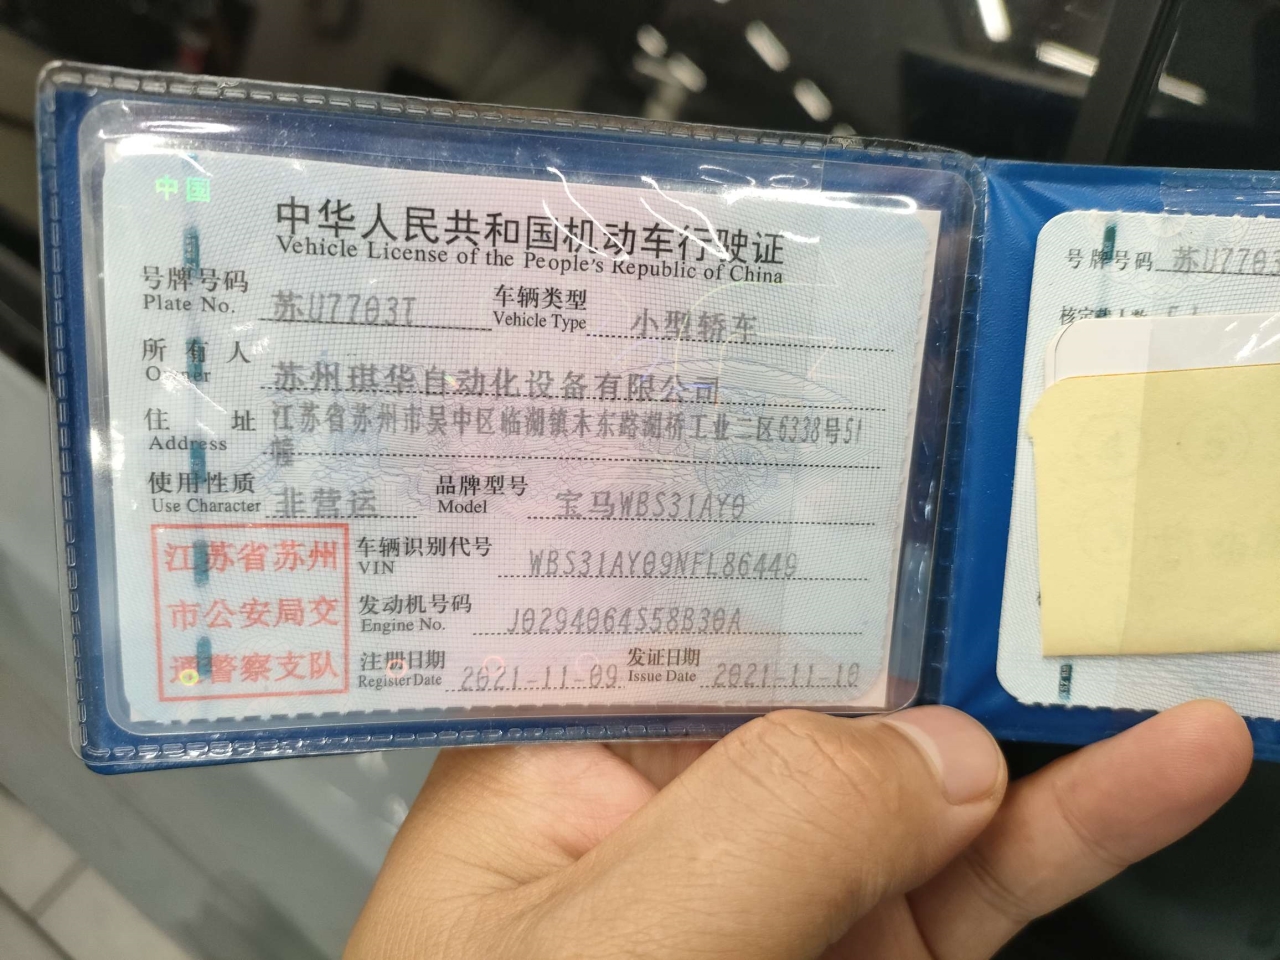 中国
中华人民共和国机动车行驶证
Vehicle License of the People's Republic of China
号牌号码 苏U7703T 车辆类型 小型轿车
Plate No. Vehicle Type
所有人 苏州琪华自动化设备有限公司
Owner
住址 江苏省苏州市吴中区临湖镇木东路湖桥工业二区6338号51
Address 幢
使用性质 非营运 品牌型号 宝马WBS31AY0
Use Character Model
江苏省苏州
市公安局交
通警察支队
车辆识别代号 WBS31AY09NFL86449
VIN
发动机号码 J0294064S58B30A
Engine No.
注册日期 2021-11-09 发证日期 2021-11-10
Register Date Issue Date
号牌号码 苏U7703